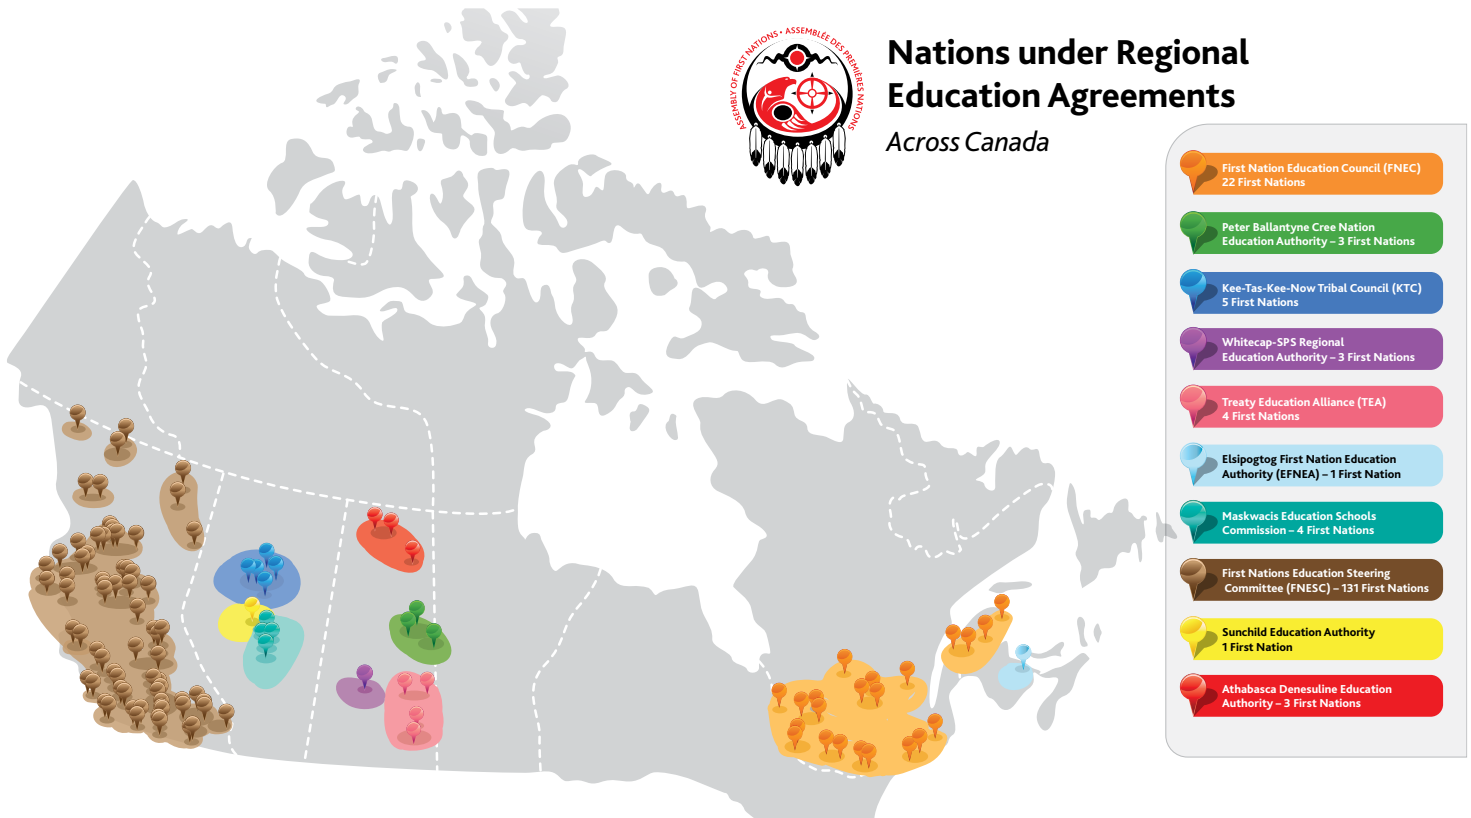 ASSEMBLY OF FIRST NATIONS • ASSEMBLÉE DES PREMIÈRES NATIONS
Nations under Regional
Education Agreements
Across Canada
First Nation Education Council (FNEC)
22 First Nations
Peter Ballantyne Cree Nation
Education Authority – 3 First Nations
Kee-Tas-Kee-Now Tribal Council (KTC)
5 First Nations
Whitecap-SPS Regional
Education Authority – 3 First Nations
Treaty Education Alliance (TEA)
4 First Nations
Elsipogtog First Nation Education
Authority (EFNEA) – 1 First Nation
Maskwacis Education Schools
Commission – 4 First Nations
First Nations Education Steering
Committee (FNESC) – 131 First Nations
Sunchild Education Authority
1 First Nation
Athabasca Denesuline Education
Authority – 3 First Nations